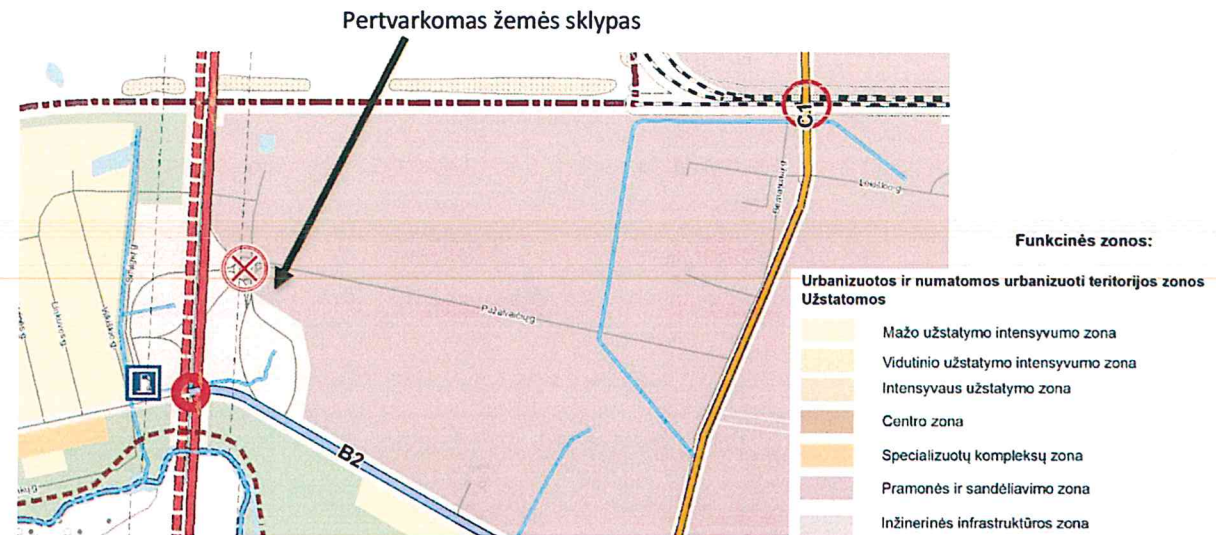 Pertvarkomas žemės sklypas
C.1
B2
Funkcinės zonos:
Urbanizuotos ir numatomos urbanizuoti teritorijos zonos
Užstatomos
Mažo užstatymo intensyvumo zona
Vidutinio užstatymo intensyvumo zona
Intensyvaus užstatymo zona
Centro zona
Specializuotų kompleksų zona
Pramonės ir sandėliavimo zona
Inžinerinės infrastruktūros zona